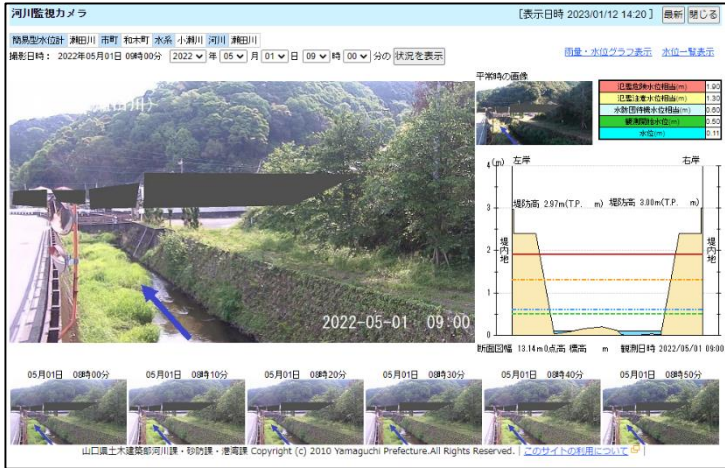 河川監視カメラ
[表示日時 2023/01/12 14:20] 最新 閉じる
簡易型水位計 瀬田川 市町 和木町 水系 小瀬川 河川 瀬田川
撮影日時： 2022年05月01日 09時00分 2022 年 05 月 01 日 09 時 00 分の 状況を表示
雨量・水位グラフ表示 水位一覧表示
平常時の画像
氾濫危険水位相当(m) 1.90
氾濫注意水位相当(m) 1.30
水防団待機水位相当(m) 0.60
観測開始水位(m) 0.50
水位(m) 0.11
4 (m) 左岸 右岸
堤防高 2.97m(T.P. m) 堤防高 3.00m(T.P. m)
3
堤内地 堤内地
2
1
0
2022-05-01 09:00
断面図幅 13.14m 0点高 標高 m 観測日時 2022/05/01 09:00
05月01日 08時00分 05月01日 08時10分 05月01日 08時20分 05月01日 08時30分 05月01日 08時40分 05月01日 08時50分
山口県土木建築部河川課・砂防課・港湾課 Copyright (c) 2010 Yamaguchi Prefecture.All Rights Reserved. | このサイトの利用について